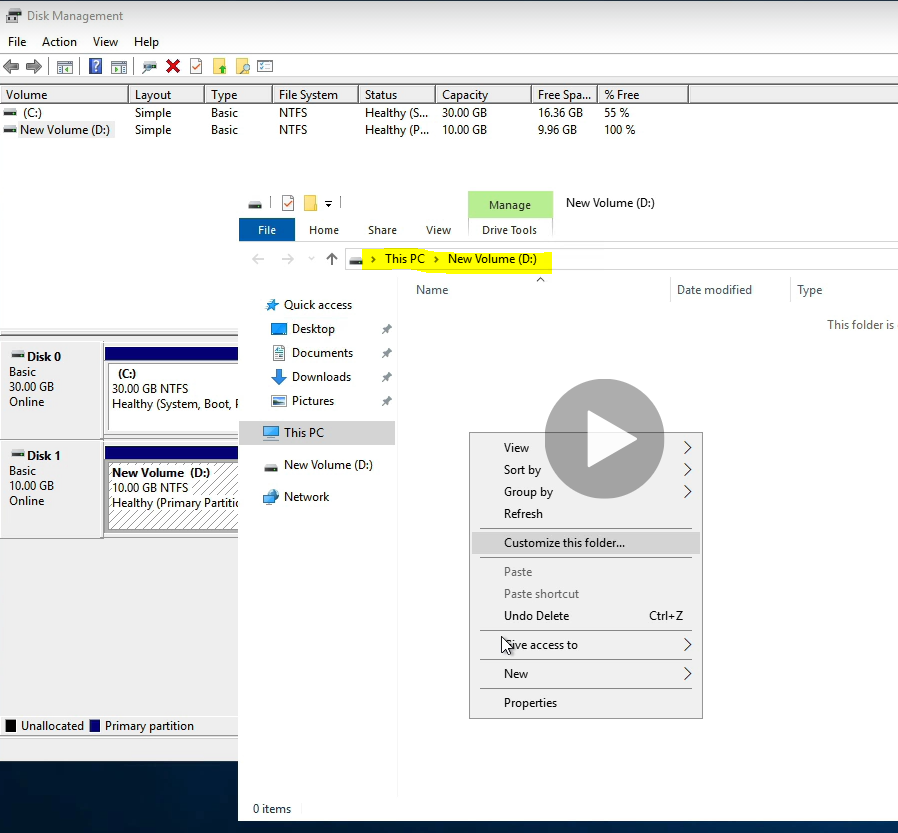 Disk Management
File Action View Help
Volume Layout Type File System Status Capacity Free Spa... % Free
(C:) Simple Basic NTFS Healthy (S... 30.00 GB 16.36 GB 55 %
New Volume (D:) Simple Basic NTFS Healthy (P... 10.00 GB 9.96 GB 100 %
Manage New Volume (D:)
File Home Share View Drive Tools
This PC New Volume (D:)
Name Date modified Type
This folder is
Quick access
Desktop
Documents
Downloads
Pictures
This PC
New Volume (D:)
Network
Disk 0
Basic
30.00 GB
Online
(C:)
30.00 GB NTFS
Healthy (System, Boot,
Disk 1
Basic
10.00 GB
Online
New Volume (D:)
10.00 GB NTFS
Healthy (Primary Partitio
View
Sort by
Group by
Refresh
Customize this folder...
Paste
Paste shortcut
Undo Delete Ctrl+Z
Give access to
New
Properties
Unallocated Primary partition
0 items